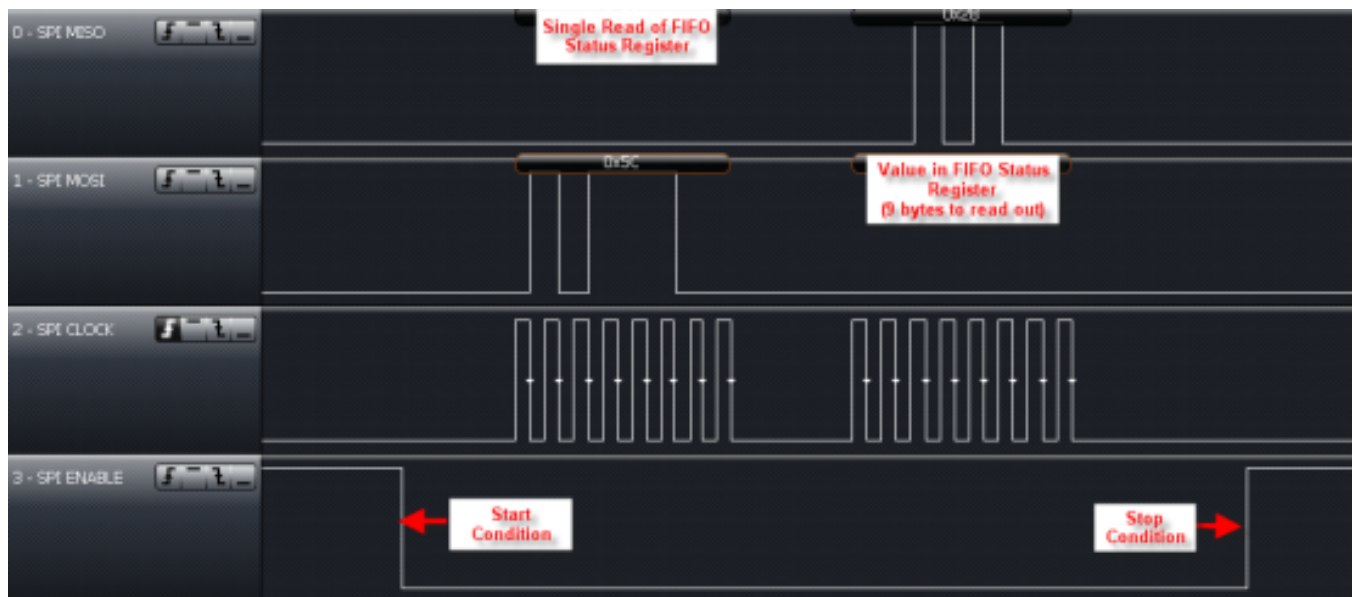 0 - SPI MISO
Single Read of FIFO
Status Register
1 - SPI MOSI
0x5C
Value in FIFO Status
Register
(9 bytes to read out)
2 - SPI CLOCK
3 - SPI ENABLE
Start
Condition
Stop
Condition